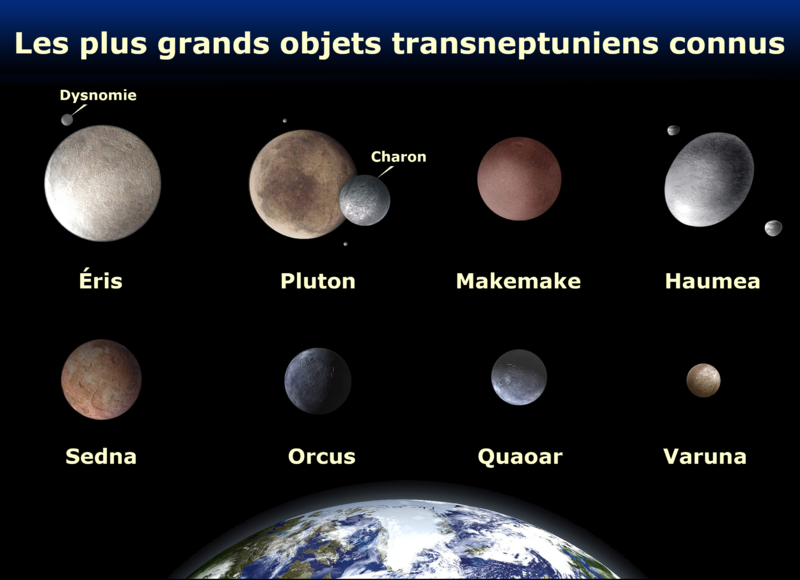 Les plus grands objets transneptuniens connus
Dysnomie
Charon
Éris
Pluton
Makemake
Haumea
Sedna
Orcus
Quaoar
Varuna